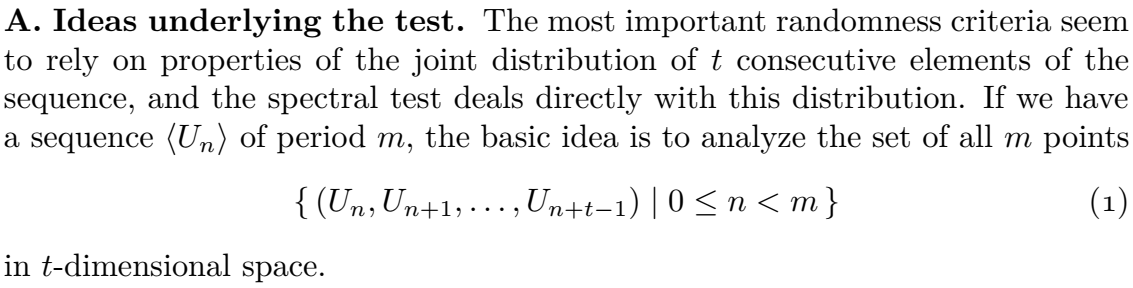 A. Ideas underlying the test. The most important randomness criteria seem
to rely on properties of the joint distribution of t consecutive elements of the
sequence, and the spectral test deals directly with this distribution. If we have
a sequence ⟨Uₙ⟩ of period m, the basic idea is to analyze the set of all m points
{ (Uₙ, Uₙ₊₁, . . . , Uₙ₊ₜ₋₁) | 0 ≤ n < m } (1)
in t-dimensional space.